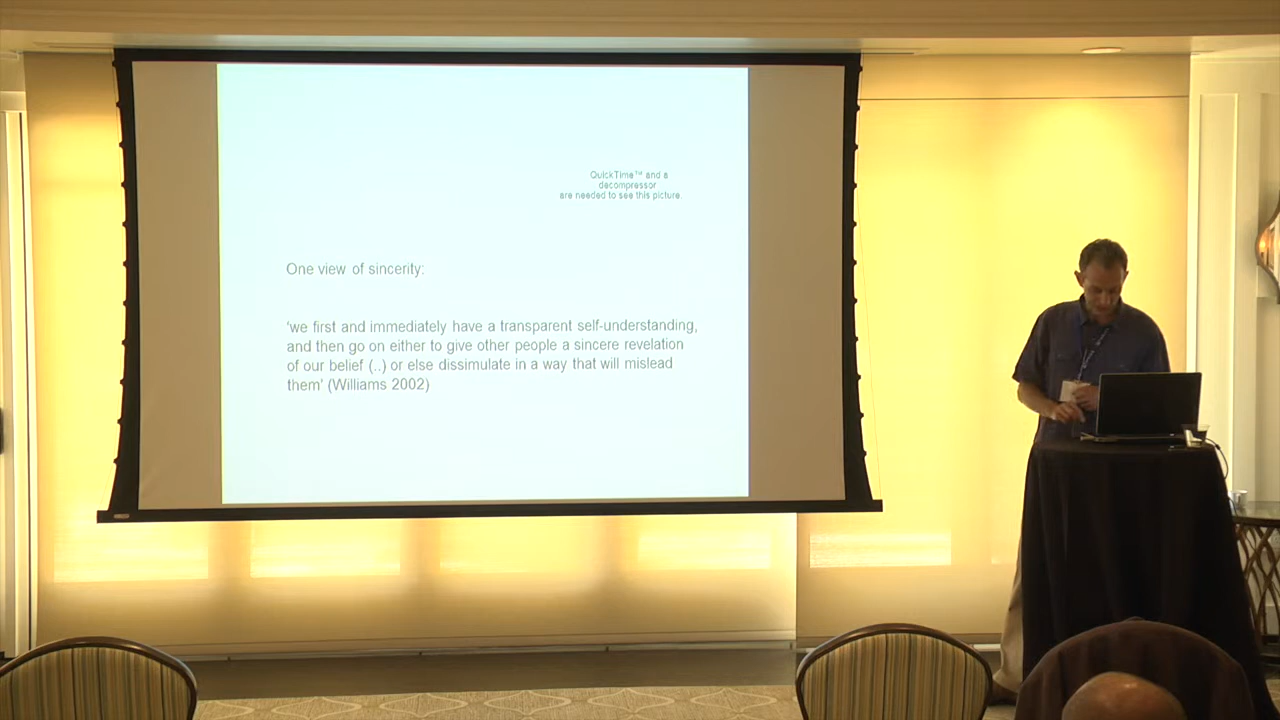 QuickTime™ and a
decompressor
are needed to see this picture.
One view of sincerity:
'we first and immediately have a transparent self-understanding,
and then go on either to give other people a sincere revelation
of our belief (..) or else dissimulate in a way that will mislead
them' (Williams 2002)